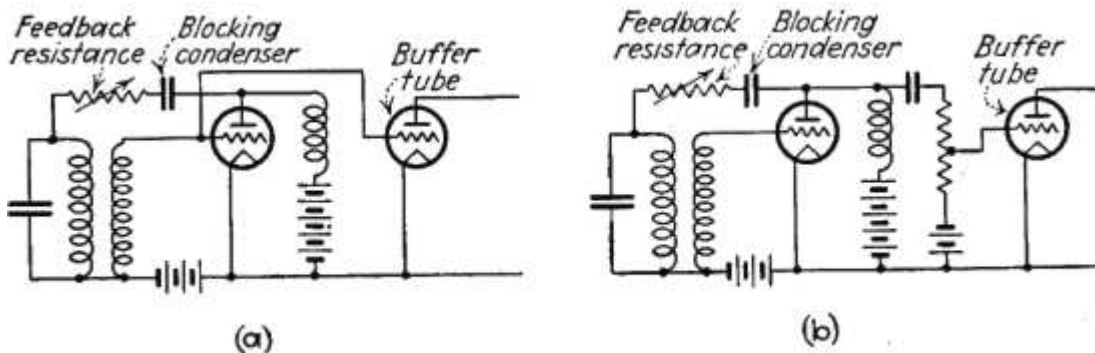 Feedback
resistance
Blocking
condenser
Buffer
tube
(a)
Feedback
resistance
Blocking
condenser
Buffer
tube
(b)